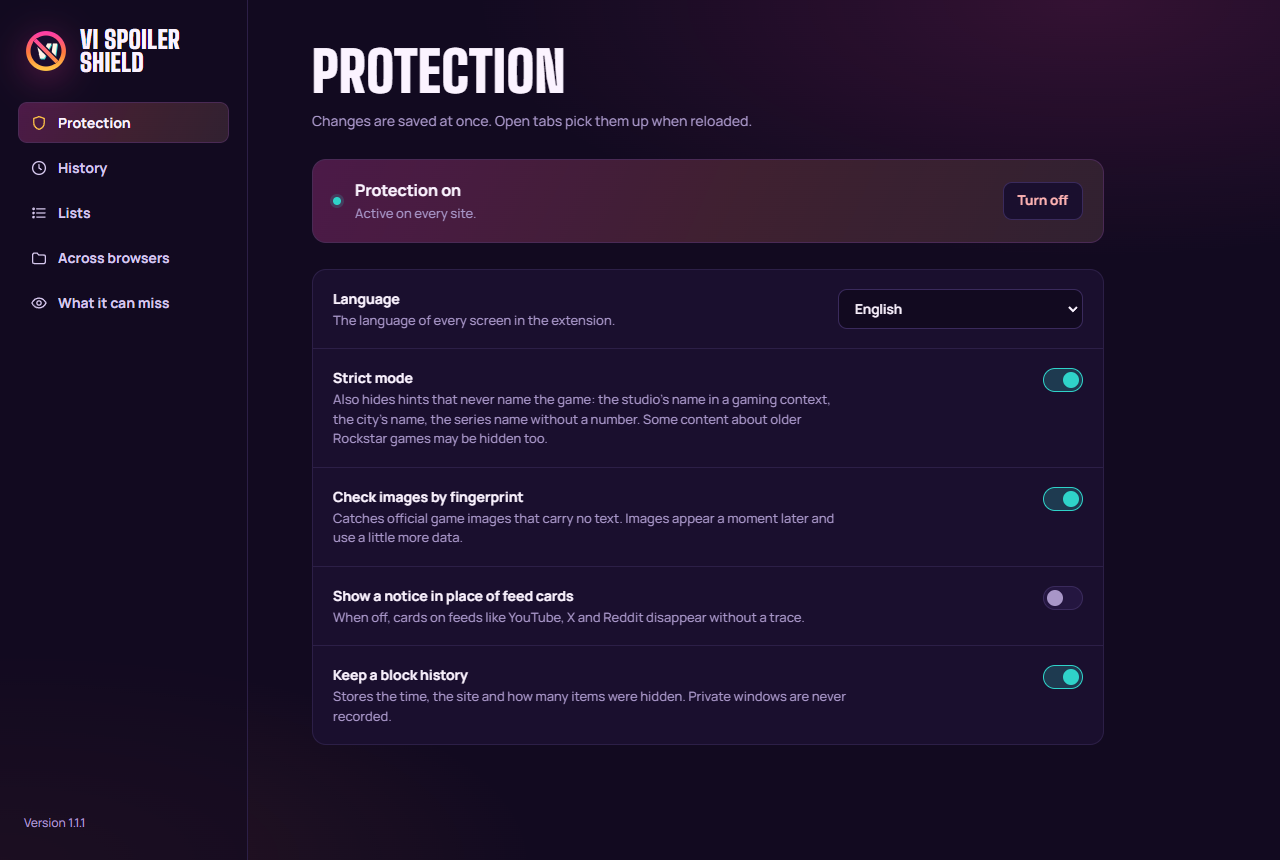 VI SPOILER
SHIELD
Protection
History
Lists
Across browsers
What it can miss
Version 1.1.1
PROTECTION
Changes are saved at once. Open tabs pick them up when reloaded.
Protection on
Active on every site.
Turn off
Language
The language of every screen in the extension.
English
Strict mode
Also hides hints that never name the game: the studio's name in a gaming context,
the city's name, the series name without a number. Some content about older
Rockstar games may be hidden too.
Check images by fingerprint
Catches official game images that carry no text. Images appear a moment later and
use a little more data.
Show a notice in place of feed cards
When off, cards on feeds like YouTube, X and Reddit disappear without a trace.
Keep a block history
Stores the time, the site and how many items were hidden. Private windows are never
recorded.